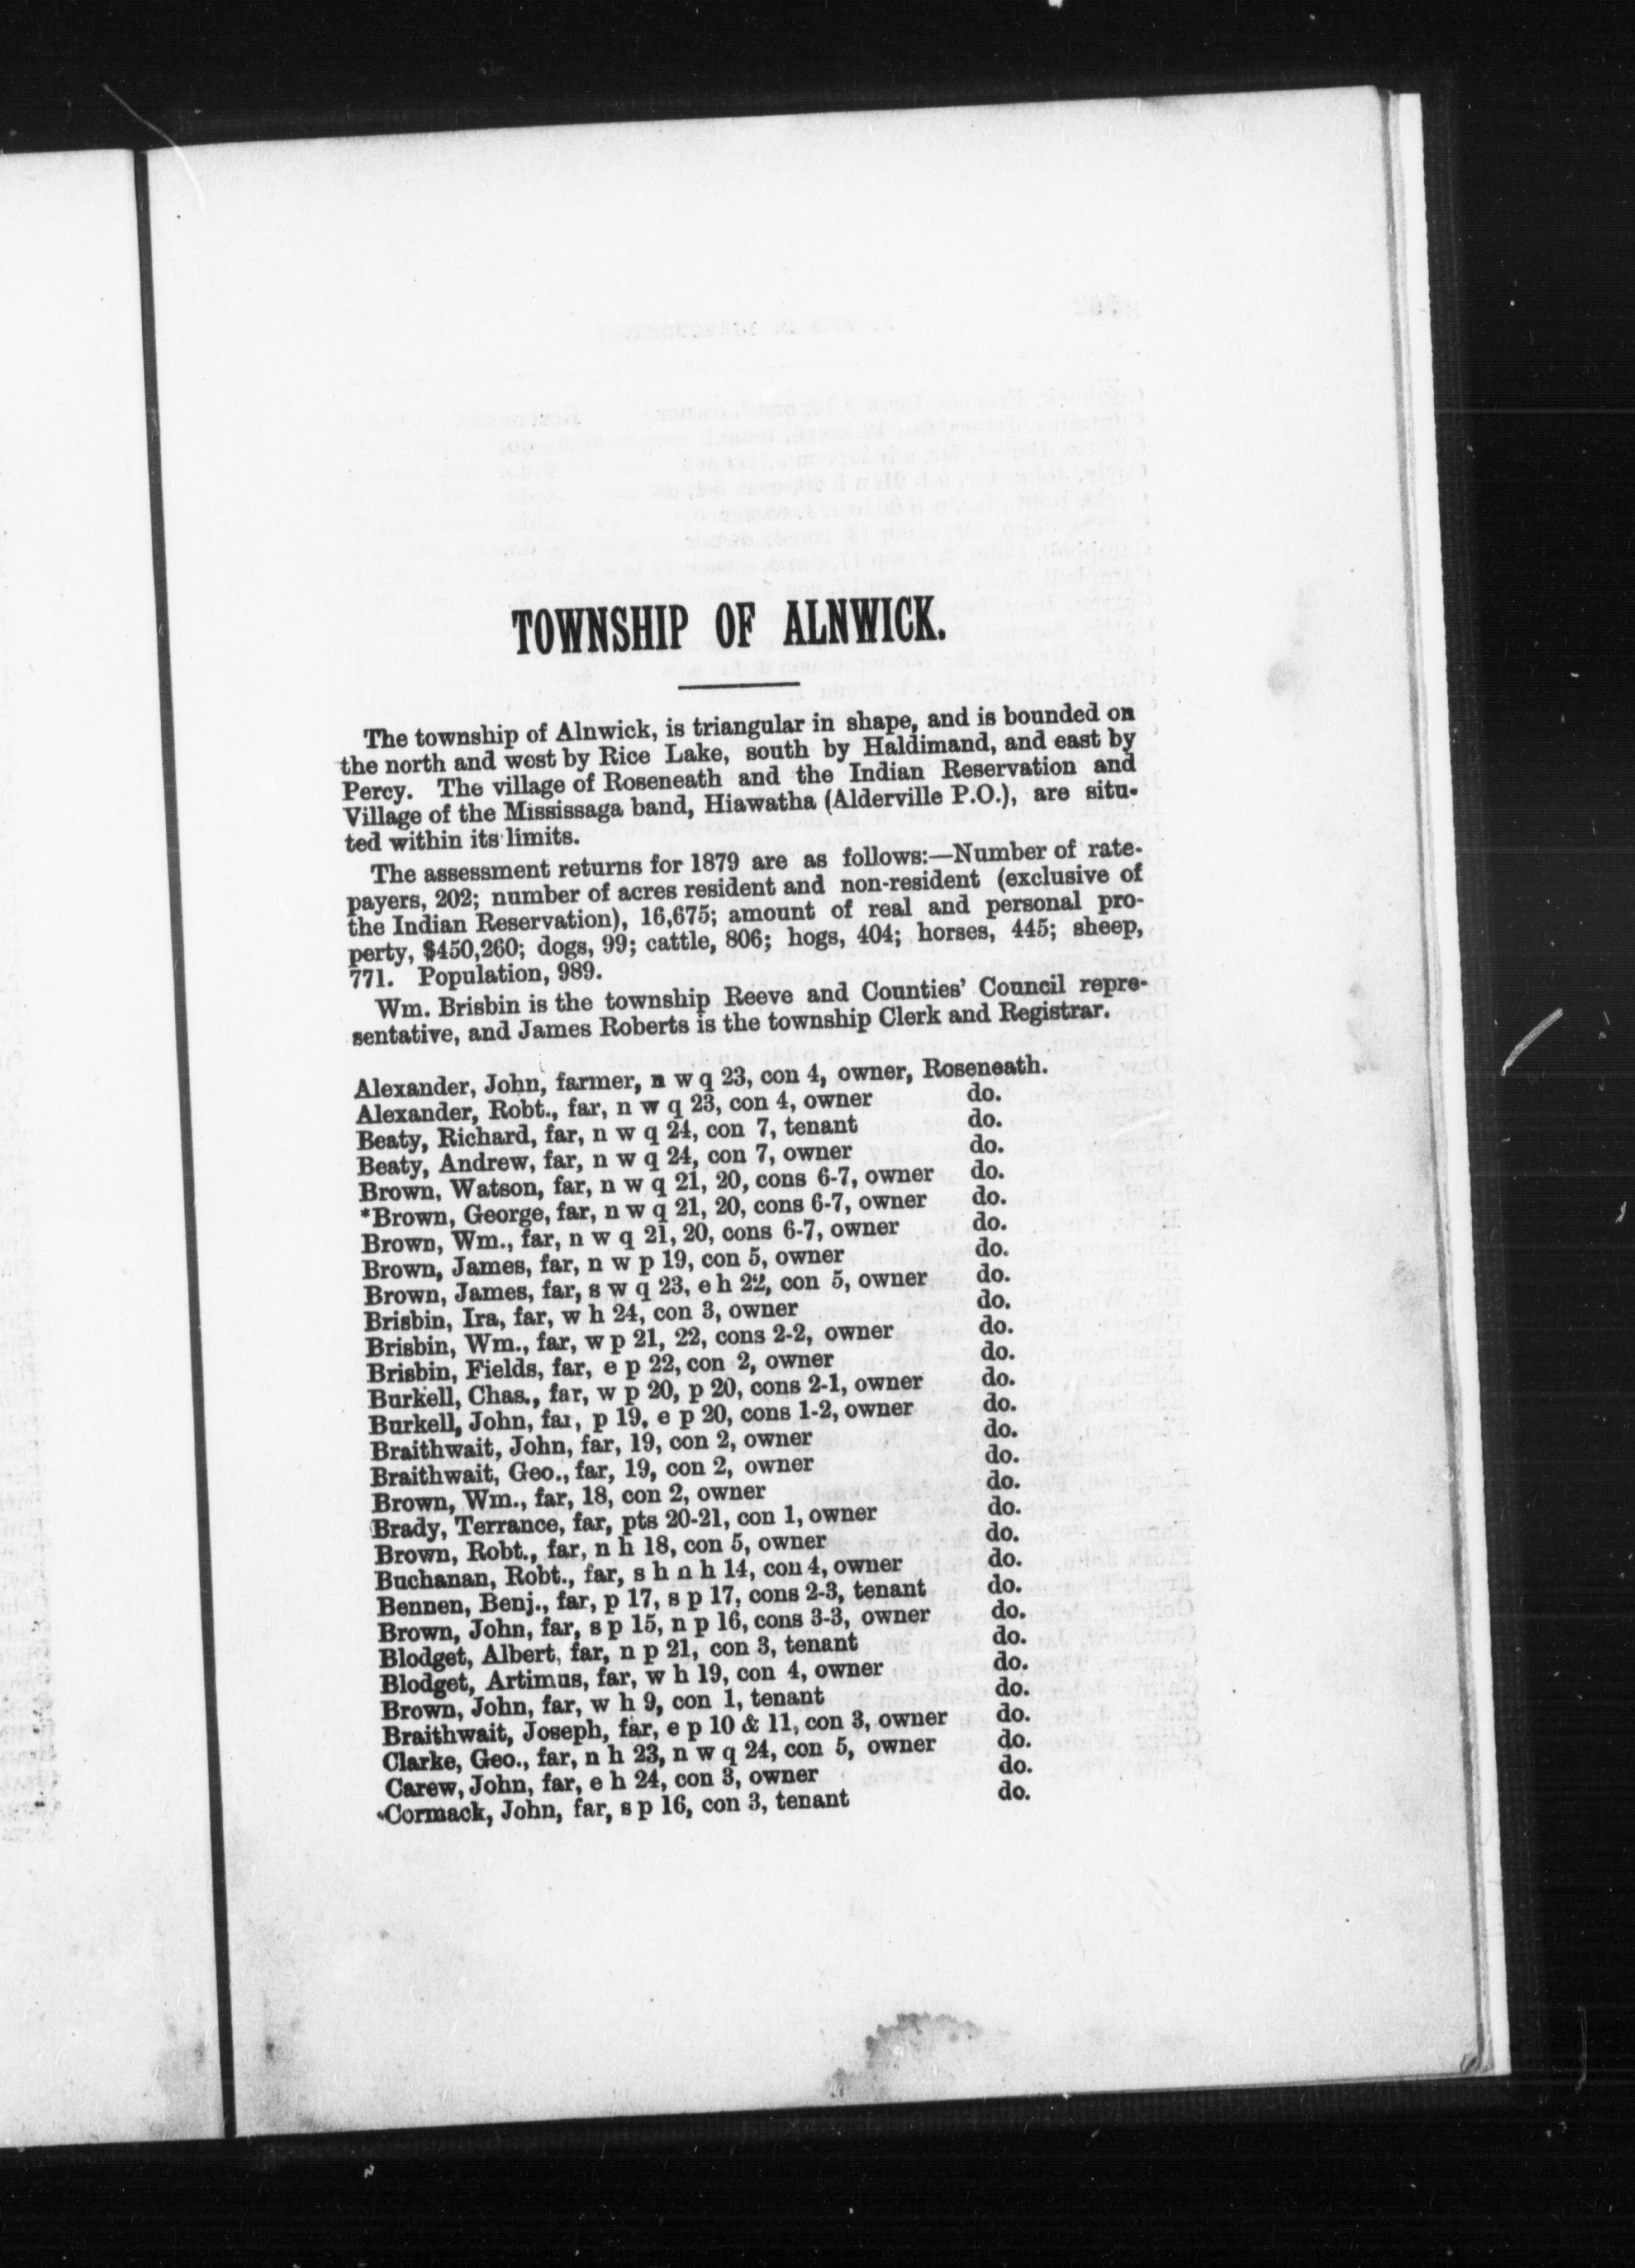 TOWNSHIP OF ALNWICK.
The township of Alnwick, is triangular in shape, and is bounded on
the north and west by Rice Lake, south by Haldimand, and east by
Percy. The village of Roseneath and the Indian Reservation and
Village of the Mississaga band, Hiawatha (Alderville P.O.), are situ-
ted within its limits.
The assessment returns for 1879 are as follows:—Number of rate-
payers, 202; number of acres resident and non-resident (exclusive of
the Indian Reservation), 16,675; amount of real and personal pro-
perty, $450,260; dogs, 99; cattle, 806; hogs, 404; horses, 445; sheep,
771. Population, 989.
Wm. Brisbin is the township Reeve and Counties' Council repre-
sentative, and James Roberts is the township Clerk and Registrar.
Alexander, John, farmer, n w q 23, con 4, owner, Roseneath.
Alexander, Robt., far, n w q 23, con 4, owner do.
Beaty, Richard, far, n w q 24, con 7, tenant do.
Beaty, Andrew, far, n w q 24, con 7, owner do.
Brown, Watson, far, n w q 21, 20, cons 6-7, owner do.
*Brown, George, far, n w q 21, 20, cons 6-7, owner do.
Brown, Wm., far, n w q 21, 20, cons 6-7, owner do.
Brown, James, far, n w p 19, con 5, owner do.
Brown, James, far, s w q 23, e h 22, con 5, owner do.
Brisbin, Ira, far, w h 24, con 3, owner do.
Brisbin, Wm., far, w p 21, 22, cons 2-2, owner do.
Brisbin, Fields, far, e p 22, con 2, owner do.
Burkell, Chas., far, w p 20, p 20, cons 2-1, owner do.
Burkell, John, far, p 19, e p 20, cons 1-2, owner do.
Braithwait, John, far, 19, con 2, owner do.
Braithwait, Geo., far, 19, con 2, owner do.
Brown, Wm., far, 18, con 2, owner do.
Brady, Terrance, far, pts 20-21, con 1, owner do.
Brown, Robt., far, n h 18, con 5, owner do.
Buchanan, Robt., far, s h n h 14, con 4, owner do.
Bennen, Benj., far, p 17, s p 17, cons 2-3, tenant do.
Brown, John, far, s p 15, n p 16, cons 3-3, owner do.
Blodget, Albert, far, n p 21, con 3, tenant do.
Blodget, Artimus, far, w h 19, con 4, owner do.
Brown, John, far, w h 9, con 1, tenant do.
Braithwait, Joseph, far, e p 10 & 11, con 3, owner do.
Clarke, Geo., far, n h 23, n w q 24, con 5, owner do.
Carew, John, far, e h 24, con 3, owner do.
Cormack, John, far, s p 16, con 3, tenant do.